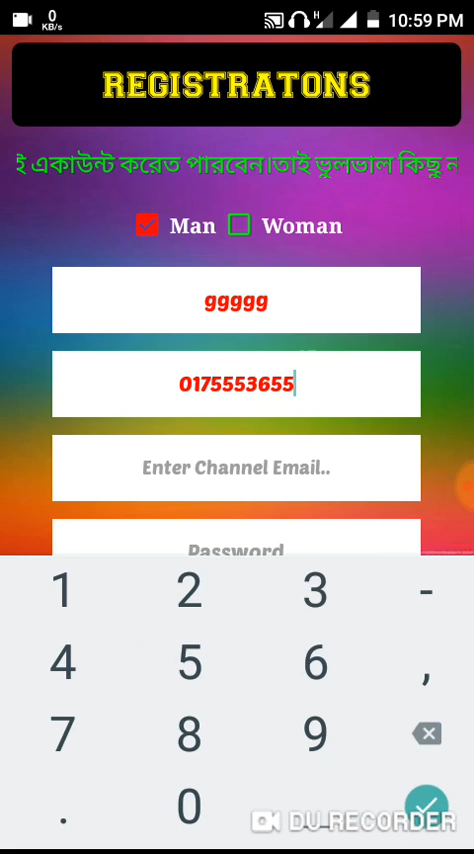 0 KB/s H 10:59 PM
REGISTRATONS
ই একাউন্ট করেত পারবেন।তাই ভুলভাল কিছু ন
Man Woman
ggggg
0175553655
Enter Channel Email..
Password
1 2 3 -
4 5 6 ,
7 8 9
. 0 _
DU RECORDER